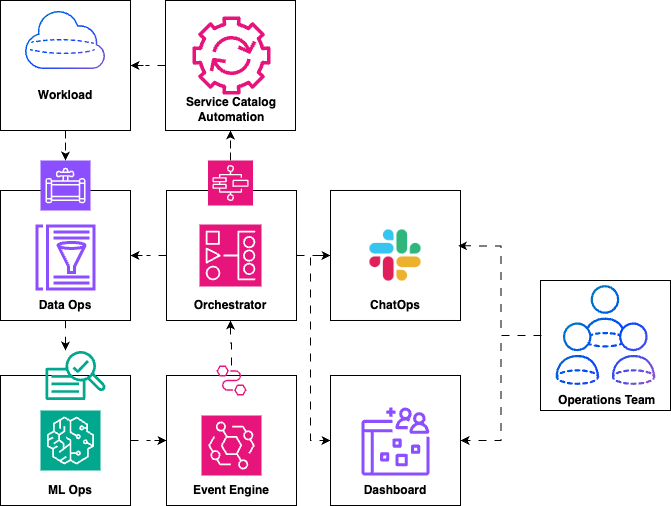 Workload
Service Catalog
Automation
Data Ops
Orchestrator
ChatOps
Operations Team
ML Ops
Event Engine
Dashboard